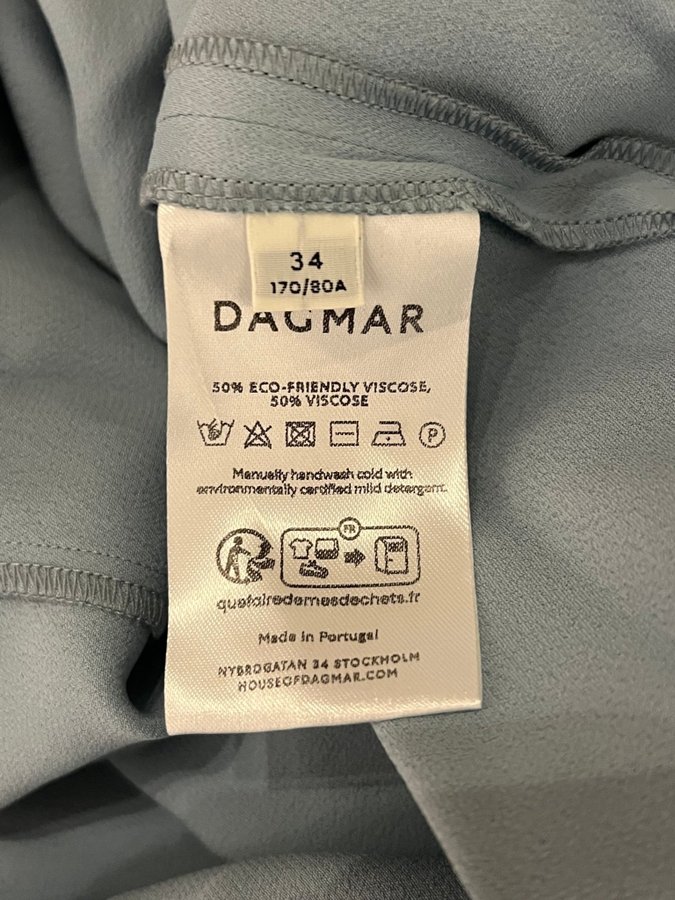 34
170/80A
DAGMAR
50% ECO-FRIENDLY VISCOSE,
50% VISCOSE
P
Manually handwash cold with
environmentally certified mild detergent.
FR
quefairedemesdechets.fr
Made in Portugal
NYBROGATAN 34 STOCKHOLM
HOUSEOFDAGMAR.COM